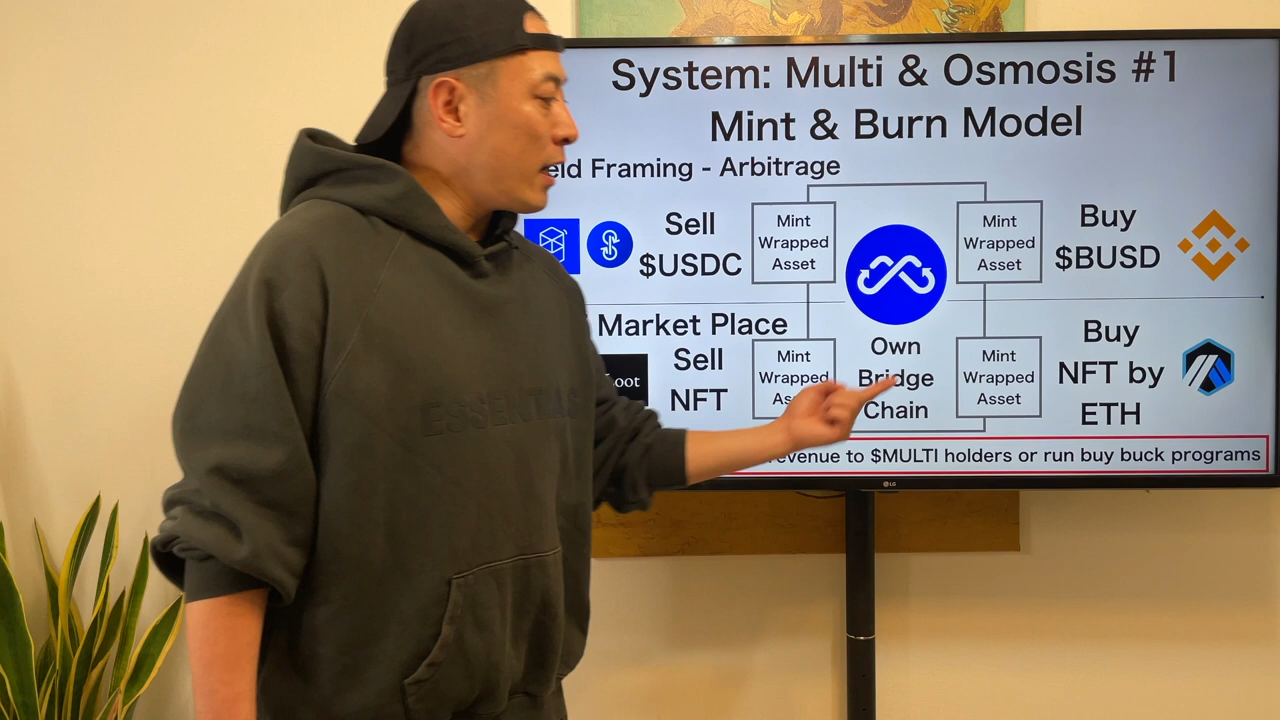 System: Multi & Osmosis #1
Mint & Burn Model
Framing - Arbitrage
Sell
$USDC
Mint
Wrapped
Asset
Mint
Wrapped
Asset
Buy
$BUSD
Market Place
Sell
NFT
Mint
Wrapped
Own
Bridge
Chain
Mint
Wrapped
Asset
Buy
NFT by
ETH
revenue to $MULTI holders or run buy buck programs
LG
ESSENTIALS